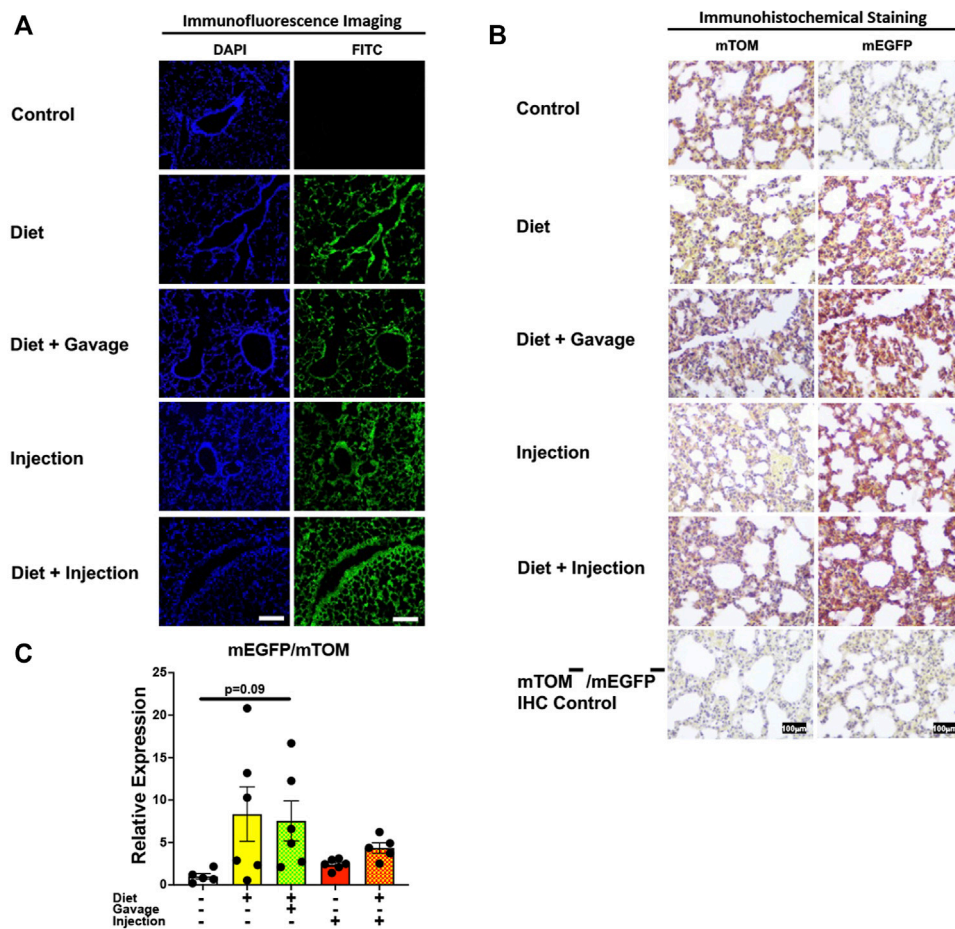 A
Immunofluorescence Imaging
DAPI FITC
Control
Diet
Diet + Gavage
Injection
Diet + Injection
B
Immunohistochemical Staining
mTOM mEGFP
Control
Diet
Diet + Gavage
Injection
Diet + Injection
mTOM⁻/mEGFP⁻
IHC Control
100μm 100μm
C
mEGFP/mTOM
p=0.09
Relative Expression
25
20
15
10
5
0
Diet - + + - +
Gavage - - + - -
Injection - - - + +